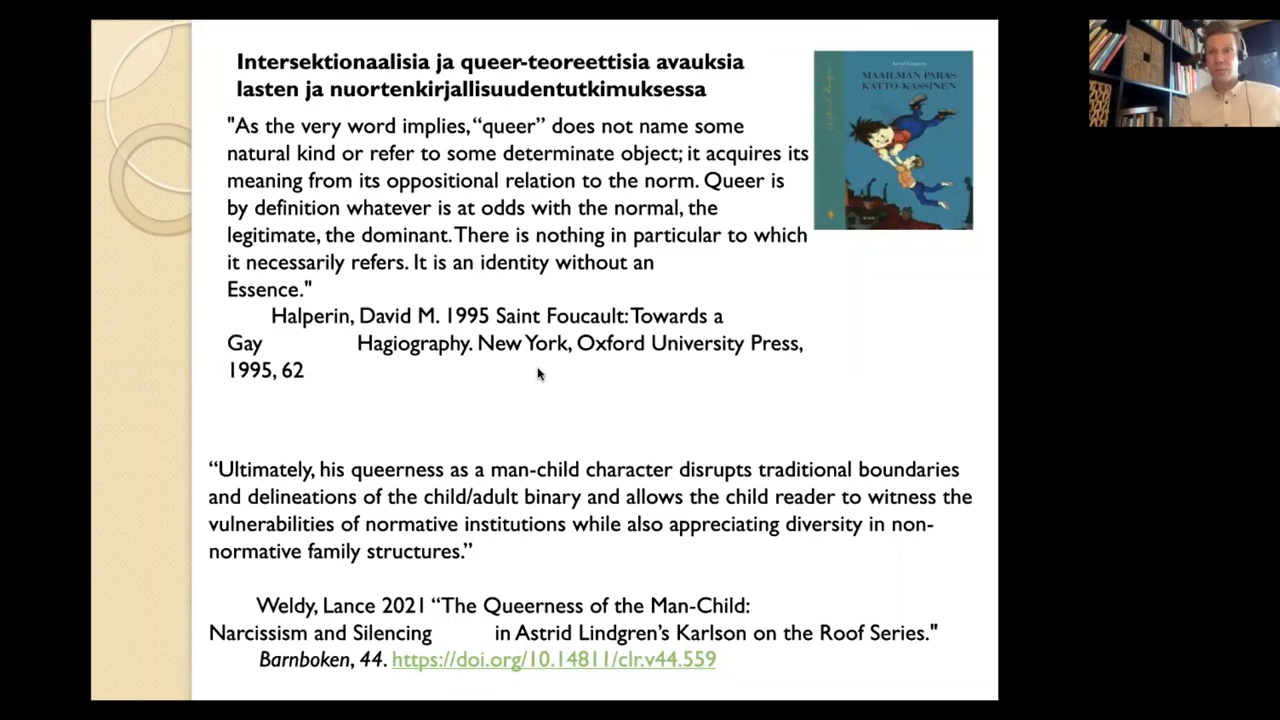 Intersektionaalisia ja queer-teoreettisia avauksia
lasten ja nuortenkirjallisuudentutkimuksessa
"As the very word implies, “queer” does not name some
natural kind or refer to some determinate object; it acquires its
meaning from its oppositional relation to the norm. Queer is
by definition whatever is at odds with the normal, the
legitimate, the dominant. There is nothing in particular to which
it necessarily refers. It is an identity without an
Essence."
Halperin, David M. 1995 Saint Foucault: Towards a
Gay Hagiography. New York, Oxford University Press,
1995, 62
Astrid Lindgren
MAAILMAN PARAS
KATTO-KASSINEN
“Ultimately, his queerness as a man-child character disrupts traditional boundaries
and delineations of the child/adult binary and allows the child reader to witness the
vulnerabilities of normative institutions while also appreciating diversity in non-
normative family structures.”
Weldy, Lance 2021 “The Queerness of the Man-Child:
Narcissism and Silencing in Astrid Lindgren’s Karlson on the Roof Series."
Barnboken, 44. https://doi.org/10.14811/clr.v44.559